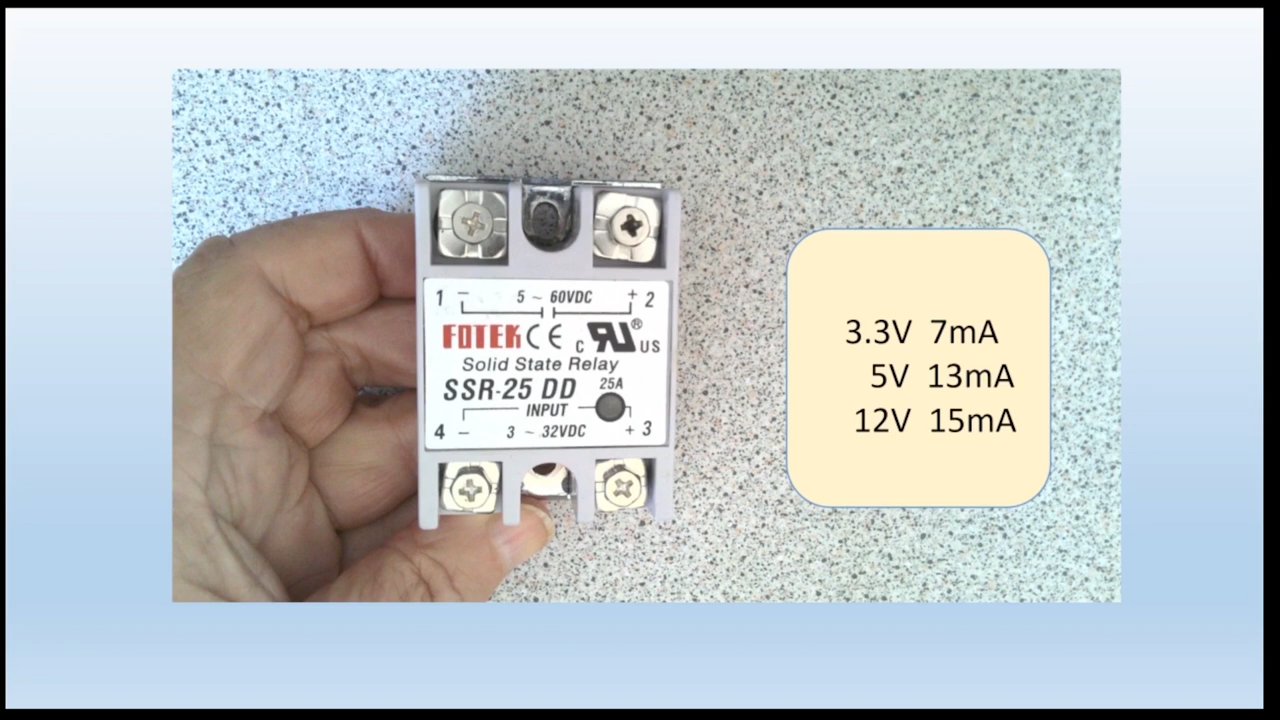 1 − 5 ~ 60VDC + 2
FOTEK CE c RU ® US
Solid State Relay
SSR-25 DD 25A
INPUT
4 − 3 ~ 32VDC + 3
3.3V 7mA
5V 13mA
12V 15mA